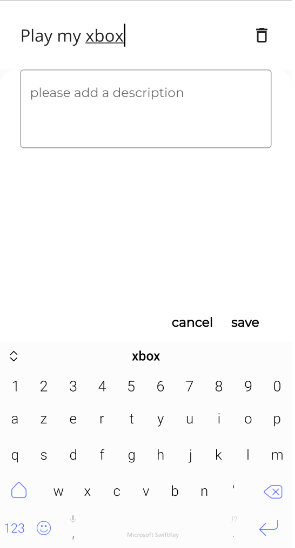 Play my xbox
please add a description
cancel save
xbox
1 2 3 4 5 6 7 8 9 0
a z e r t y u i o p
q s d f g h j k l m
w x c v b n '
123 , .
Microsoft SwiftKey